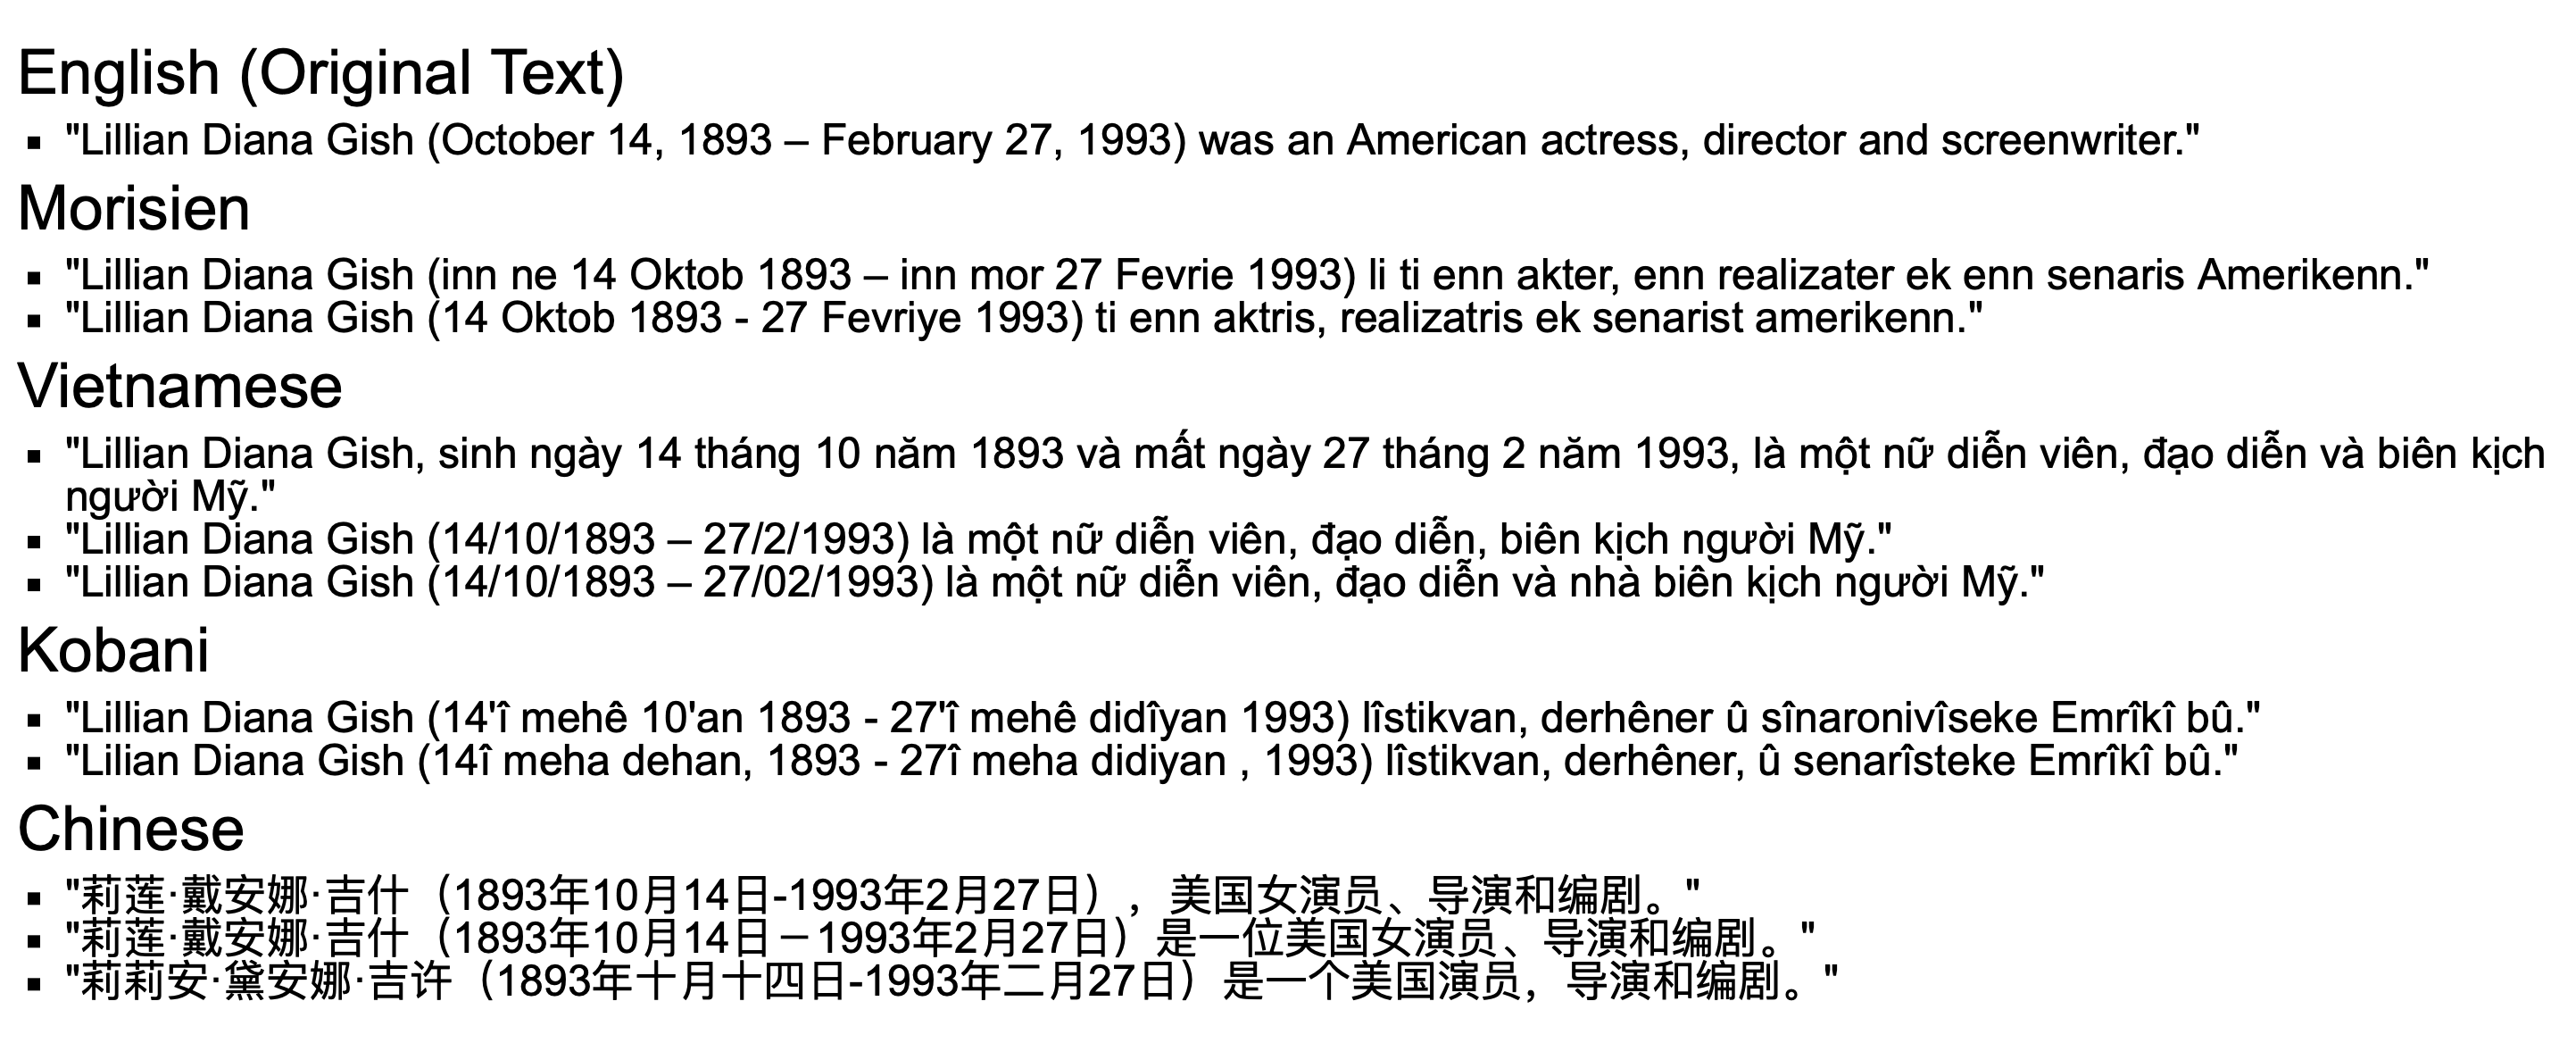 English (Original Text)
"Lillian Diana Gish (October 14, 1893 – February 27, 1993) was an American actress, director and screenwriter."
Morisien
"Lillian Diana Gish (inn ne 14 Oktob 1893 – inn mor 27 Fevrie 1993) li ti enn akter, enn realizater ek enn senaris Amerikenn."
"Lillian Diana Gish (14 Oktob 1893 - 27 Fevriye 1993) ti enn aktris, realizatris ek senarist amerikenn."
Vietnamese
"Lillian Diana Gish, sinh ngày 14 tháng 10 năm 1893 và mất ngày 27 tháng 2 năm 1993, là một nữ diễn viên, đạo diễn và biên kịch
người Mỹ."
"Lillian Diana Gish (14/10/1893 – 27/2/1993) là một nữ diễn viên, đạo diễn, biên kịch người Mỹ."
"Lillian Diana Gish (14/10/1893 – 27/02/1993) là một nữ diễn viên, đạo diễn và nhà biên kịch người Mỹ."
Kobani
"Lillian Diana Gish (14'î mehê 10'an 1893 - 27'î mehê didîyan 1993) lîstikvan, derhêner û sînaronivîseke Emrîkî bû."
"Lilian Diana Gish (14î meha dehan, 1893 - 27î meha didiyan , 1993) lîstikvan, derhêner, û senarîsteke Emrîkî bû."
Chinese
"莉莲·戴安娜·吉什（1893年10月14日-1993年2月27日），美国女演员、导演和编剧。"
"莉莲·戴安娜·吉什（1893年10月14日－1993年2月27日）是一位美国女演员、导演和编剧。"
"莉莉安·黛安娜·吉许（1893年十月十四日-1993年二月27日）是一个美国演员，导演和编剧。"